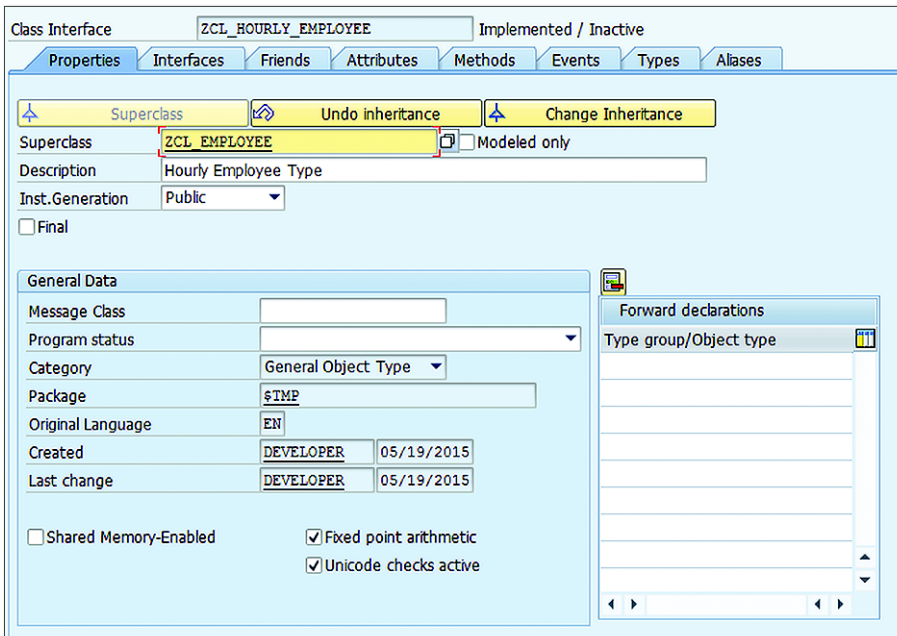 Class Interface ZCL_HOURLY_EMPLOYEE Implemented / Inactive
Properties Interfaces Friends Attributes Methods Events Types Aliases
Superclass Undo inheritance Change Inheritance
Superclass ZCL_EMPLOYEE Modeled only
Description Hourly Employee Type
Inst.Generation Public
Final
General Data
Message Class
Program status
Category General Object Type
Package $TMP
Original Language EN
Created DEVELOPER 05/19/2015
Last change DEVELOPER 05/19/2015
Shared Memory-Enabled Fixed point arithmetic
Unicode checks active
Forward declarations
Type group/Object type